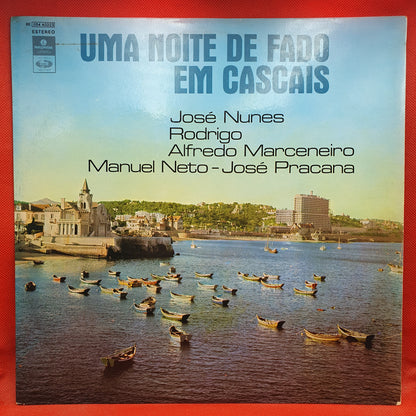 ESTEREO
UMA NOITE DE FADO
EM CASCAIS
José Nunes
Rodrigo
Alfredo Marceneiro
Manuel Neto - José Pracana